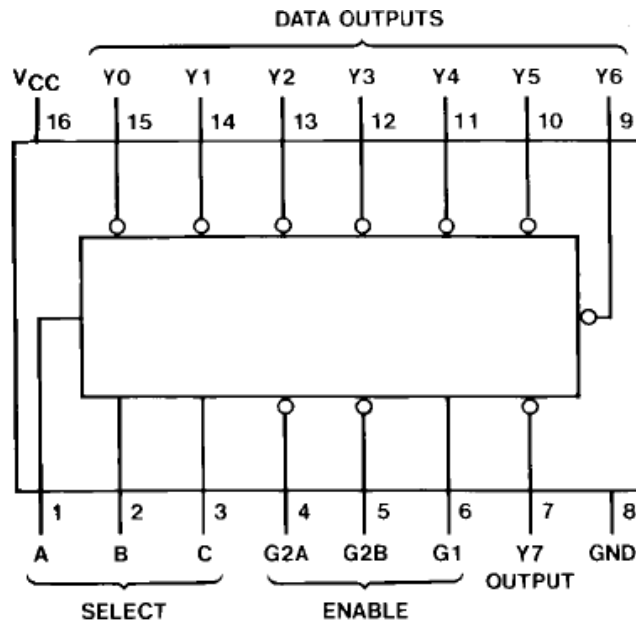 DATA OUTPUTS
VCC Y0 Y1 Y2 Y3 Y4 Y5 Y6
16 15 14 13 12 11 10 9
1 2 3 4 5 6 7 8
A B C G2A G2B G1 Y7 GND
OUTPUT
SELECT ENABLE